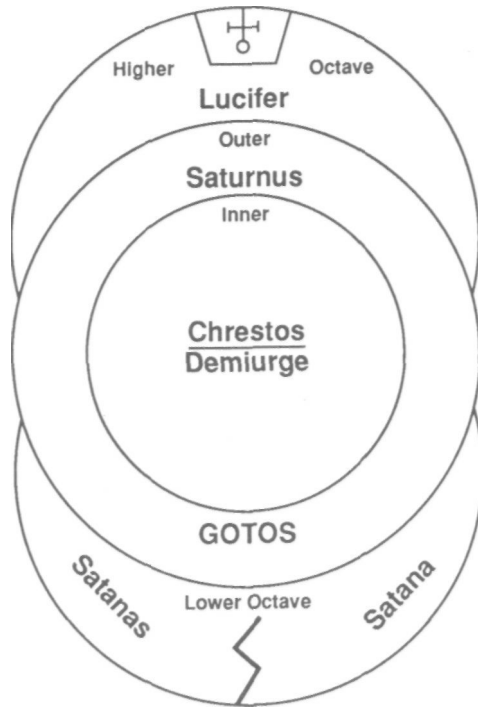 Higher Octave
Lucifer
Outer
Saturnus
Inner
Chrestos
Demiurge
GOTOS
Satanas
Lower Octave
Satana